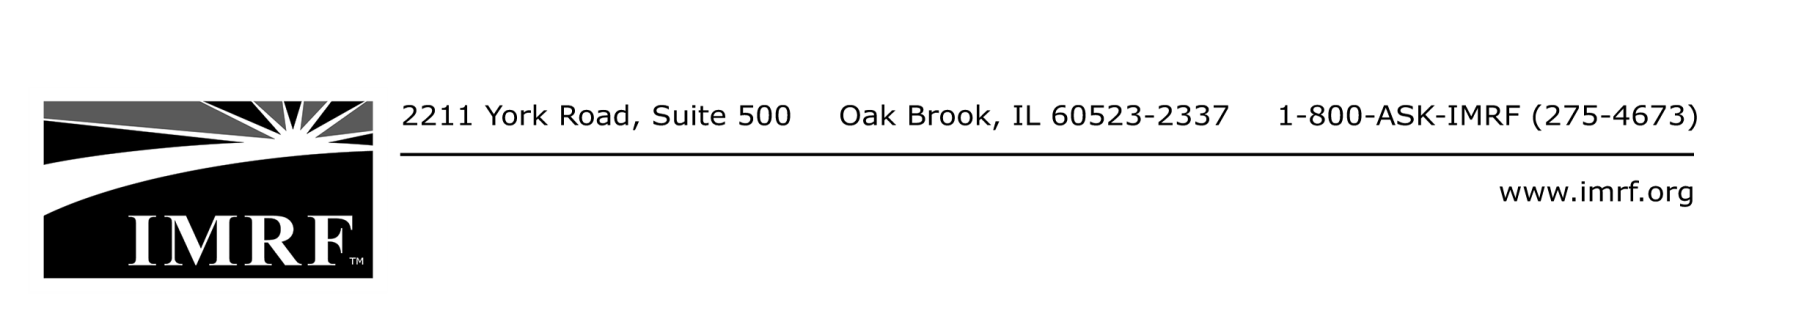 2211 York Road, Suite 500 Oak Brook, IL 60523-2337 1-800-ASK-IMRF (275-4673)
www.imrf.org
IMRF™